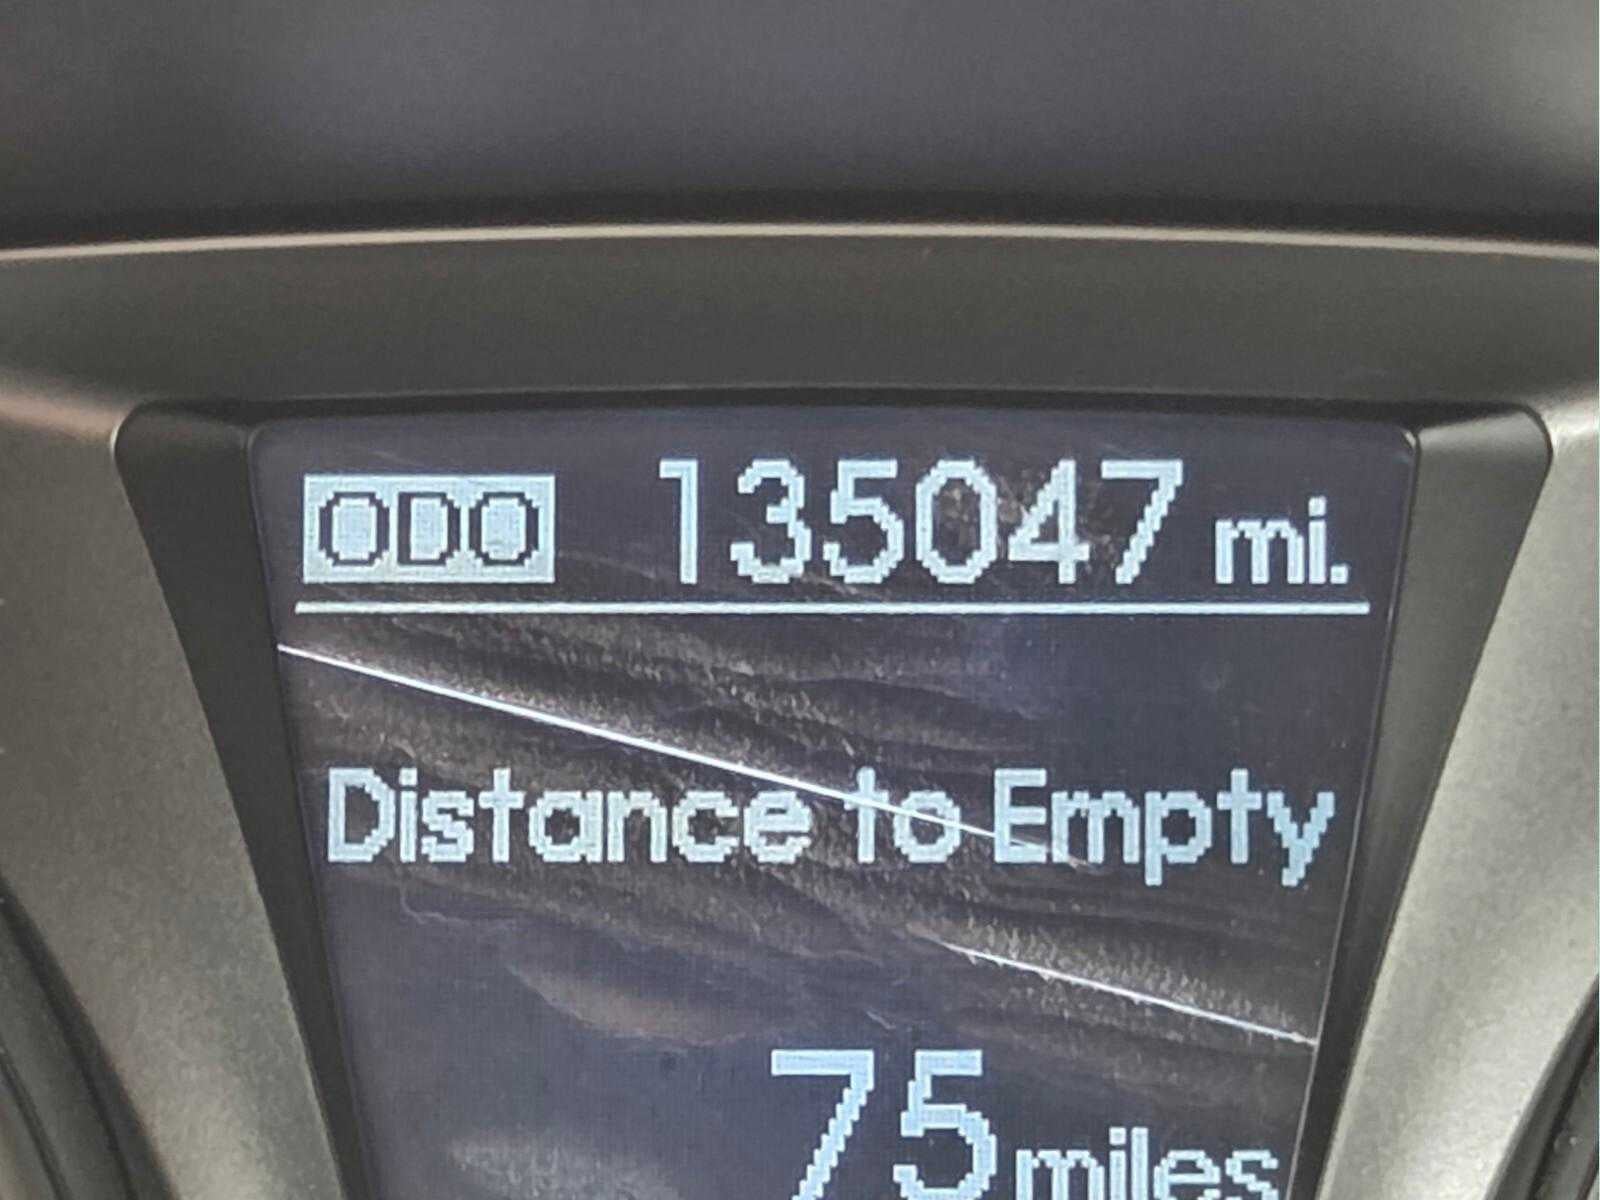 ODO 135047 mi.
Distance to Empty
75 miles